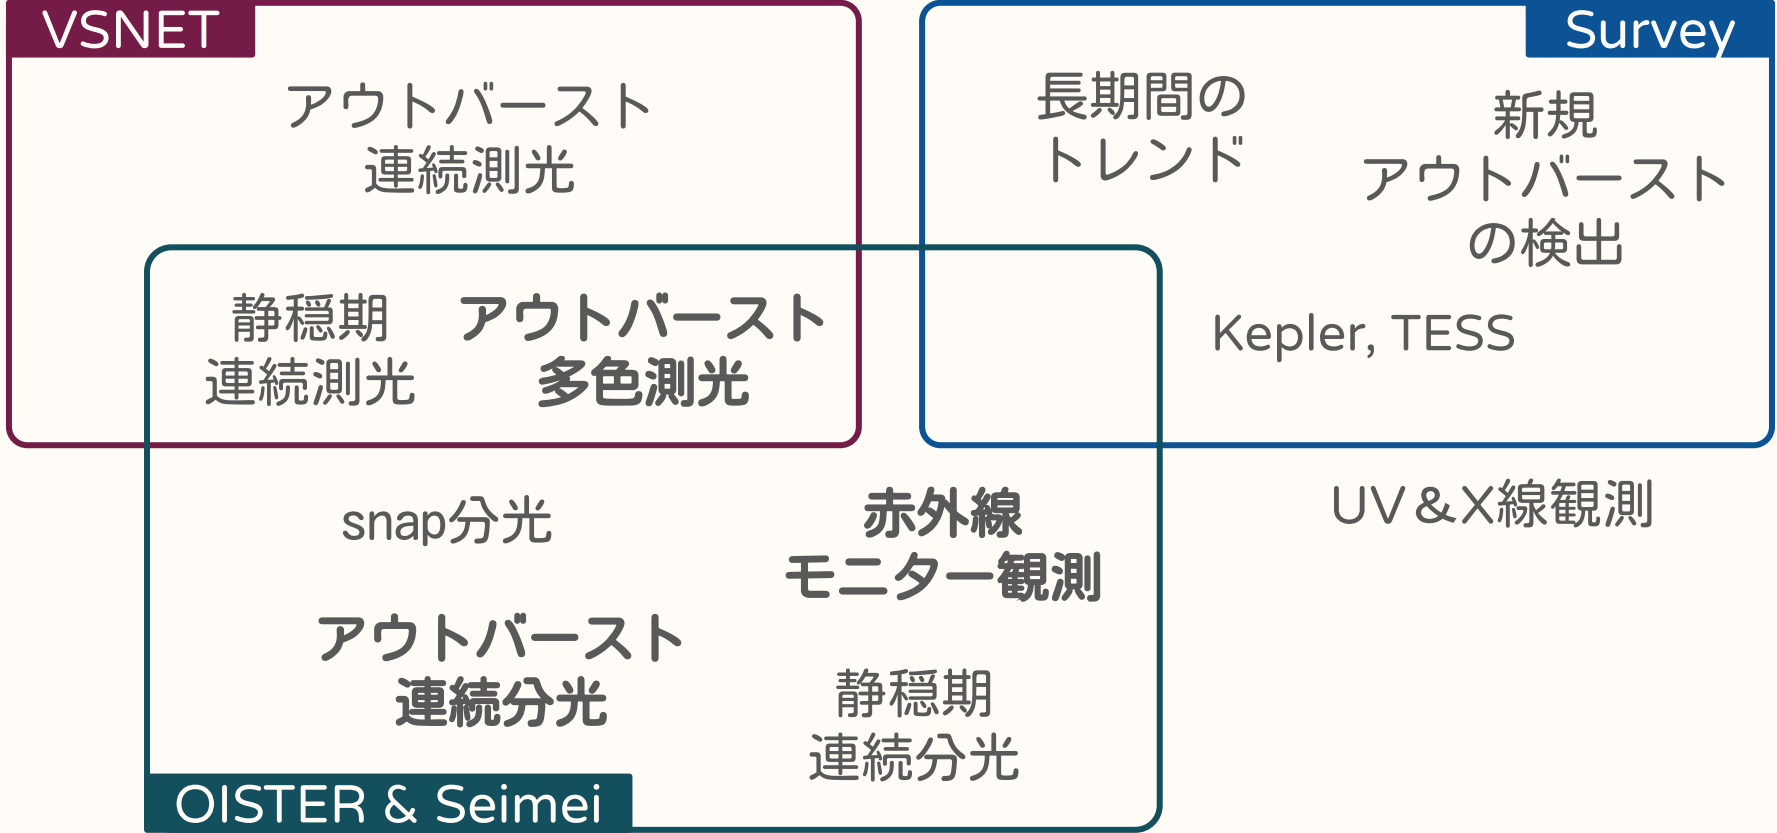 VSNET
アウトバースト
連続測光
静穏期
連続測光
アウトバースト
多色測光
Survey
長期間の
トレンド
新規
アウトバースト
の検出
Kepler, TESS
snap分光
赤外線
モニター観測
アウトバースト
連続分光
静穏期
連続分光
OISTER & Seimei
UV&X線観測